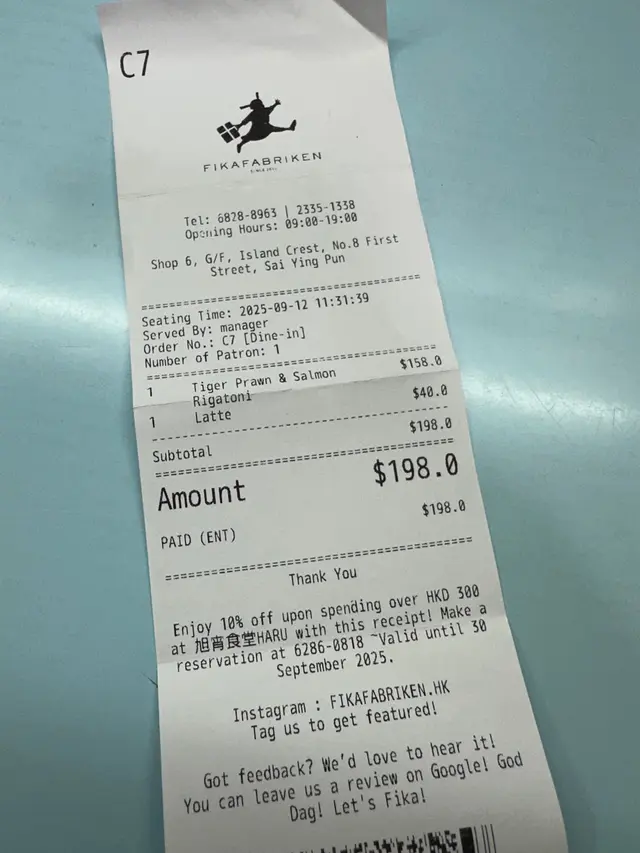 C7
FIKAFABRIKEN
Tel: 6828-8963 | 2335-1338
Opening Hours: 09:00-19:00
Shop 6, G/F, Island Crest, No.8 First
Street, Sai Ying Pun
Seating Time: 2025-09-12 11:31:39
Served By: manager
Order No.: C7 [Dine-in]
Number of Patron: 1
1 Tiger Prawn & Salmon $158.0
Rigatoni
1 Latte $40.0
Subtotal $198.0
Amount $198.0
PAID (ENT) $198.0
Thank You
Enjoy 10% off upon spending over HKD 300
at 旭宵食堂HARU with this receipt! Make a
reservation at 6286-0818 ~Valid until 30
September 2025.
Instagram : FIKAFABRIKEN.HK
Tag us to get featured!
Got feedback? We'd love to hear it!
You can leave us a review on Google! God
Dag! Let's Fika!